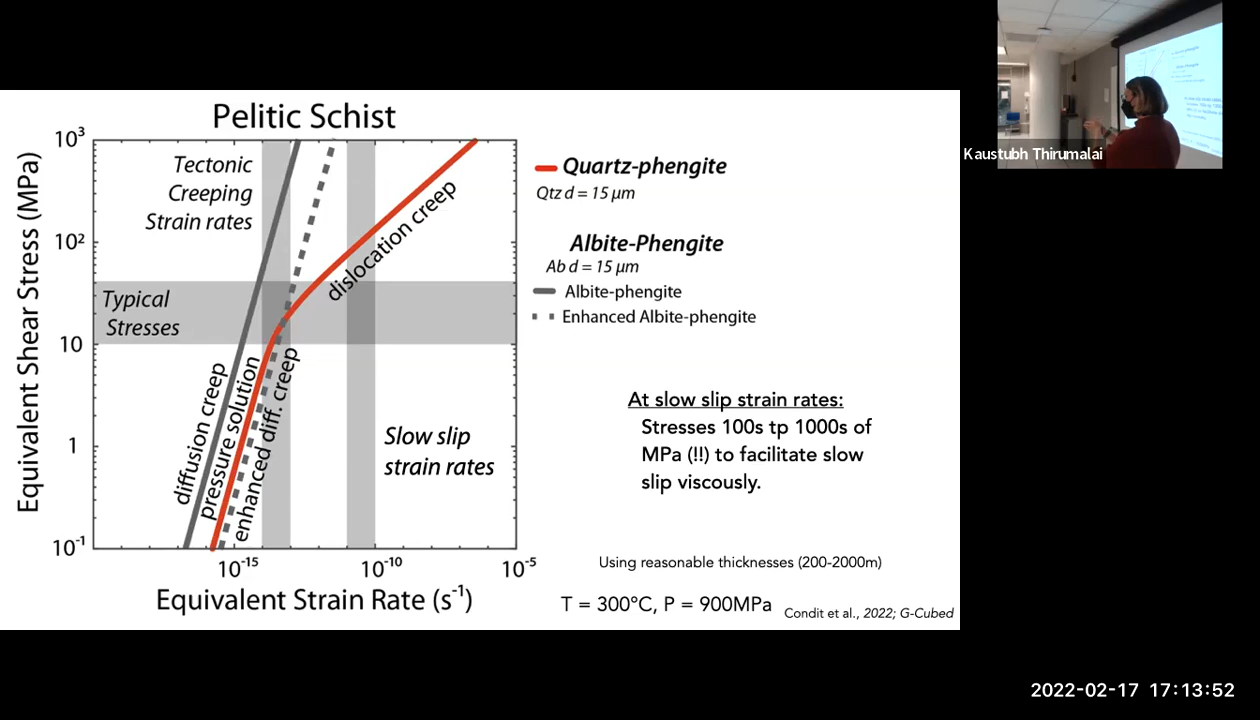 Pelitic Schist
Equivalent Shear Stress (MPa)
10³
10²
10
1
10⁻¹
Tectonic
Creeping
Strain rates
Typical
Stresses
dislocation creep
diffusion creep
pressure solution
enhanced diff. creep
Slow slip
strain rates
10⁻¹⁵
10⁻¹⁰
10⁻⁵
Equivalent Strain Rate (s⁻¹)
Quartz-phengite
Qtz d = 15 µm
Albite-Phengite
Ab d = 15 µm
Albite-phengite
Enhanced Albite-phengite
At slow slip strain rates:
Stresses 100s tp 1000s of
MPa (!!) to facilitate slow
slip viscously.
Using reasonable thicknesses (200-2000m)
T = 300°C, P = 900MPa
Condit et al., 2022; G-Cubed
Kaustubh Thirumalai
2022-02-17 17:13:52